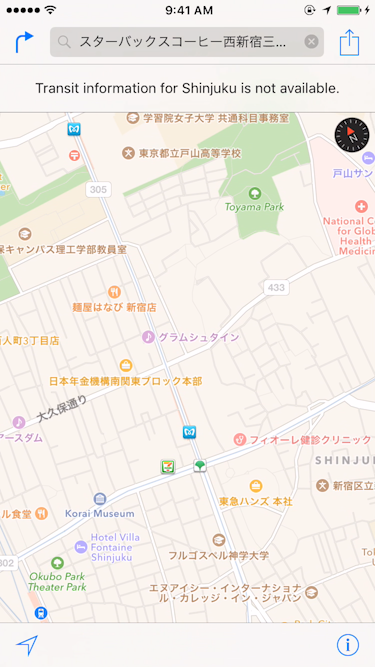 9:41 AM
スターバックスコーヒー西新宿三...
Transit information for Shinjuku is not available.
学習院女子大学 共通科目事務室
東京都立戸山高等学校
戸山サン
305
Toyama Park
National C
for Glob
Health
Medicin
保キャンパス理工学部教員室
433
麺屋はなび 新宿店
人町3丁目店
グラムシュタイン
日本年金機構南関東ブロック本部
大久保通り
アースダム
フィオーレ健診クリニック
SHINJU
新宿区立
東急ハンズ 本社
ル食堂
Korai Museum
Hotel Villa
Fontaine
Shinjuku
フルゴスペル神学大学
302
Okubo Park
Theater Park
エヌアイシー・インターナショナ
ル・カレッジ・イン・ジャパン